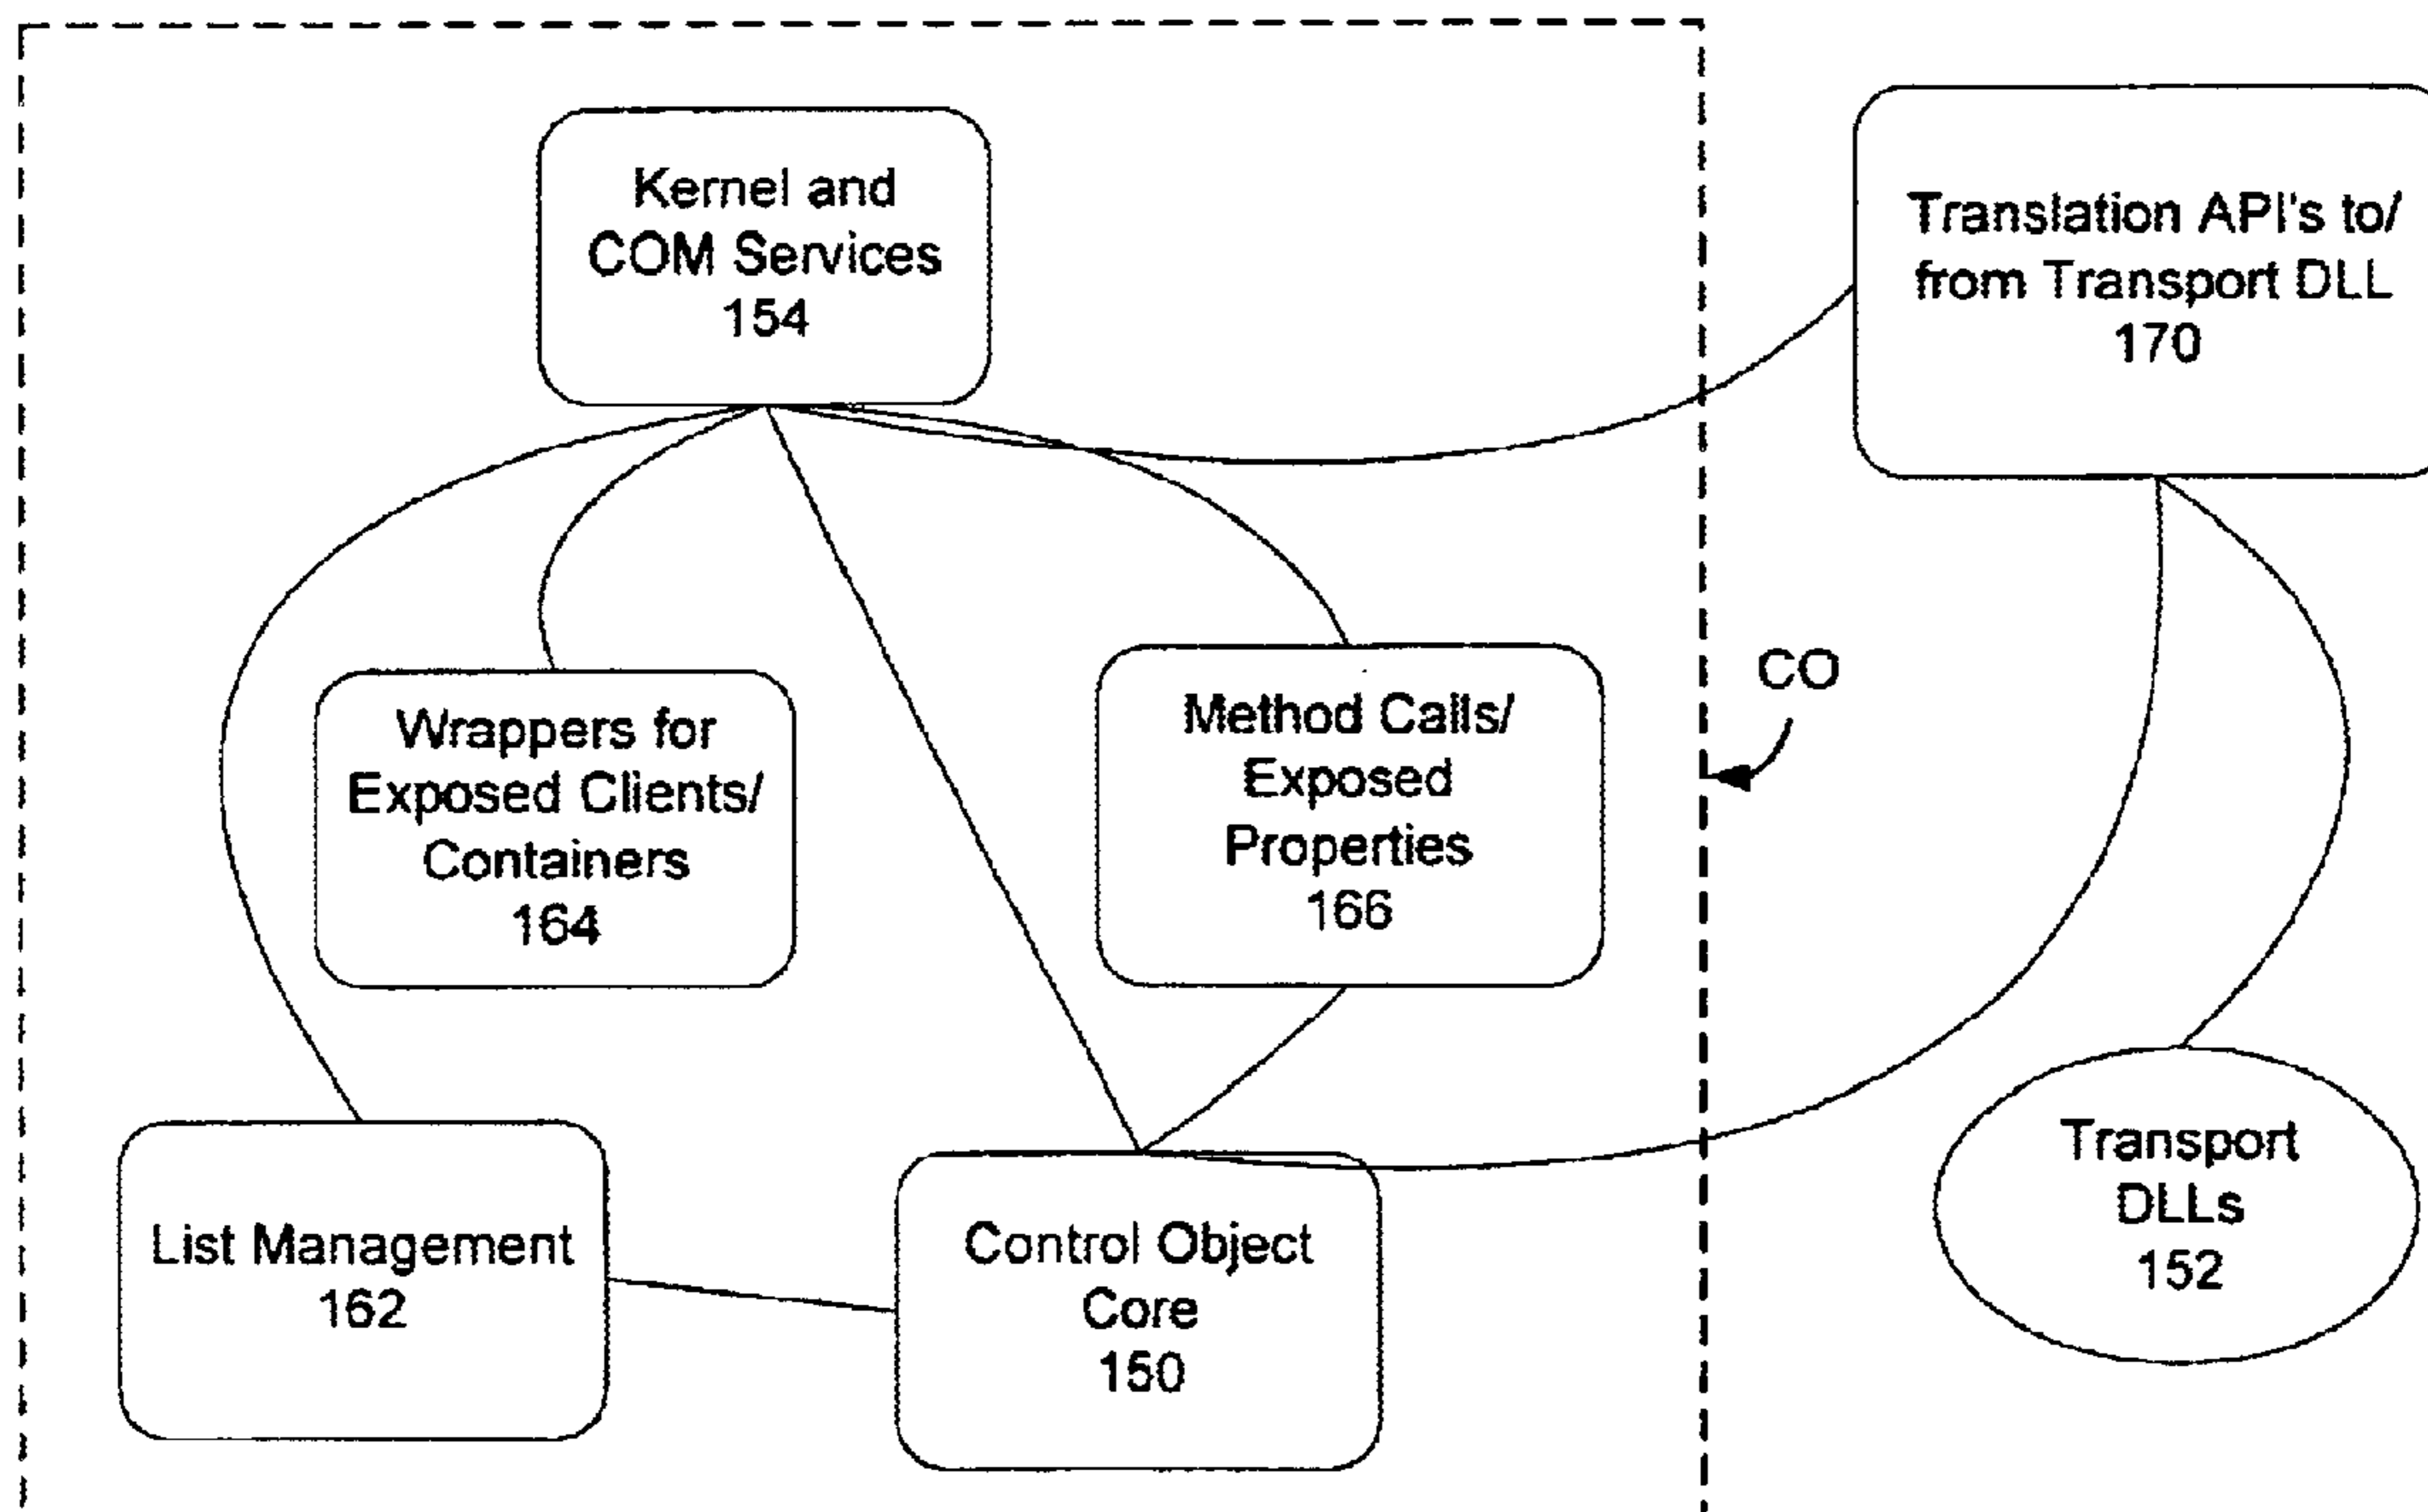 Kernel and
COM Services
154
Translation API's to/
from Transport DLL
170
Wrappers for
Exposed Clients/
Containers
164
Method Calls/
Exposed
Properties
166
CO
List Management
162
Control Object
Core
150
Transport
DLLs
152